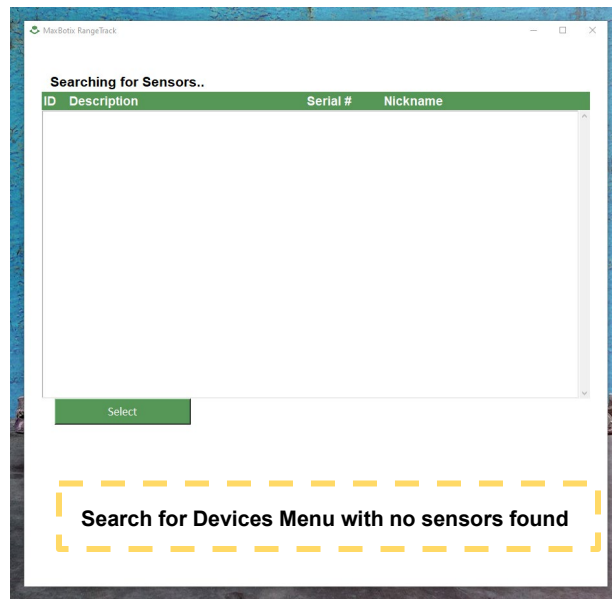 MaxBotix RangeTrack
Searching for Sensors..
ID Description Serial # Nickname
Select
Search for Devices Menu with no sensors found